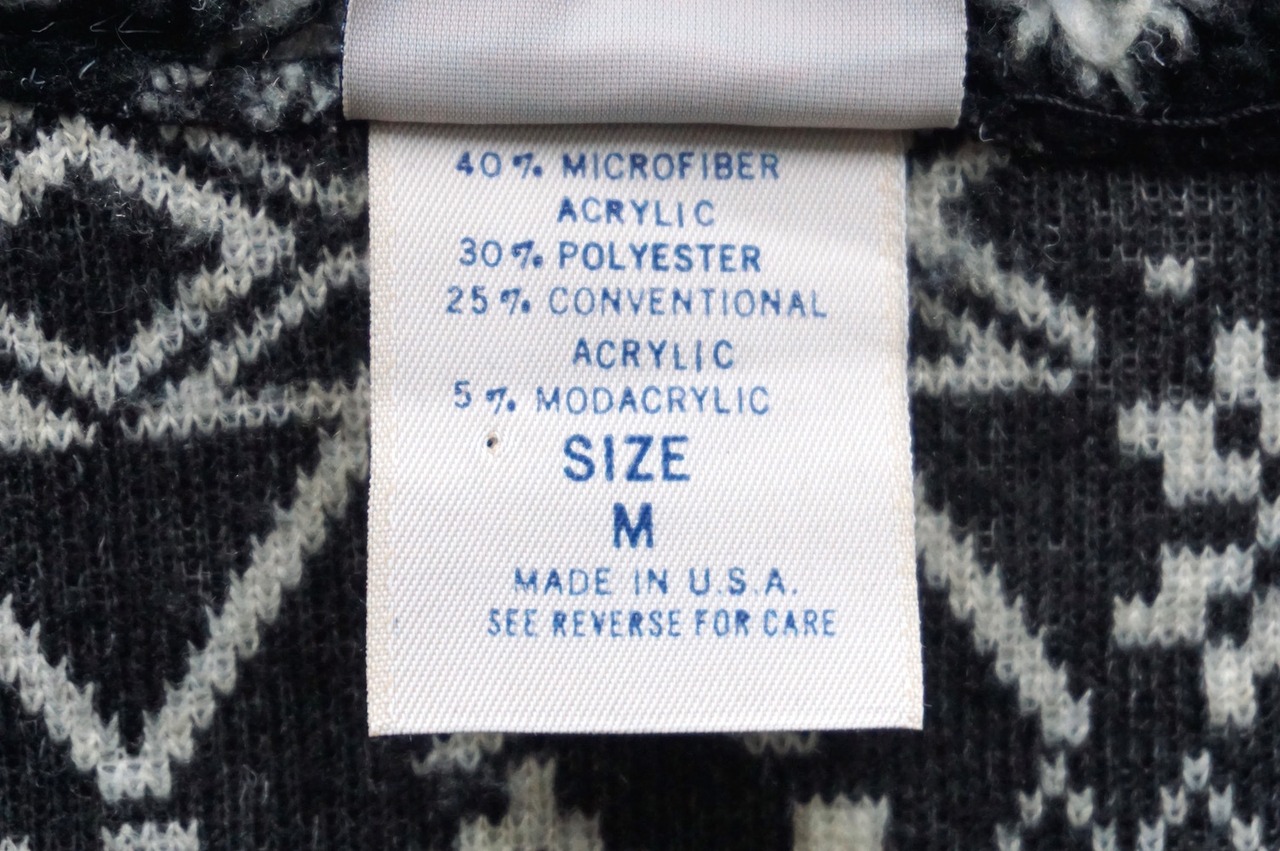 40% MICROFIBER
ACRYLIC
30% POLYESTER
25% CONVENTIONAL
ACRYLIC
5% MODACRYLIC
SIZE
M
MADE IN U.S.A.
SEE REVERSE FOR CARE